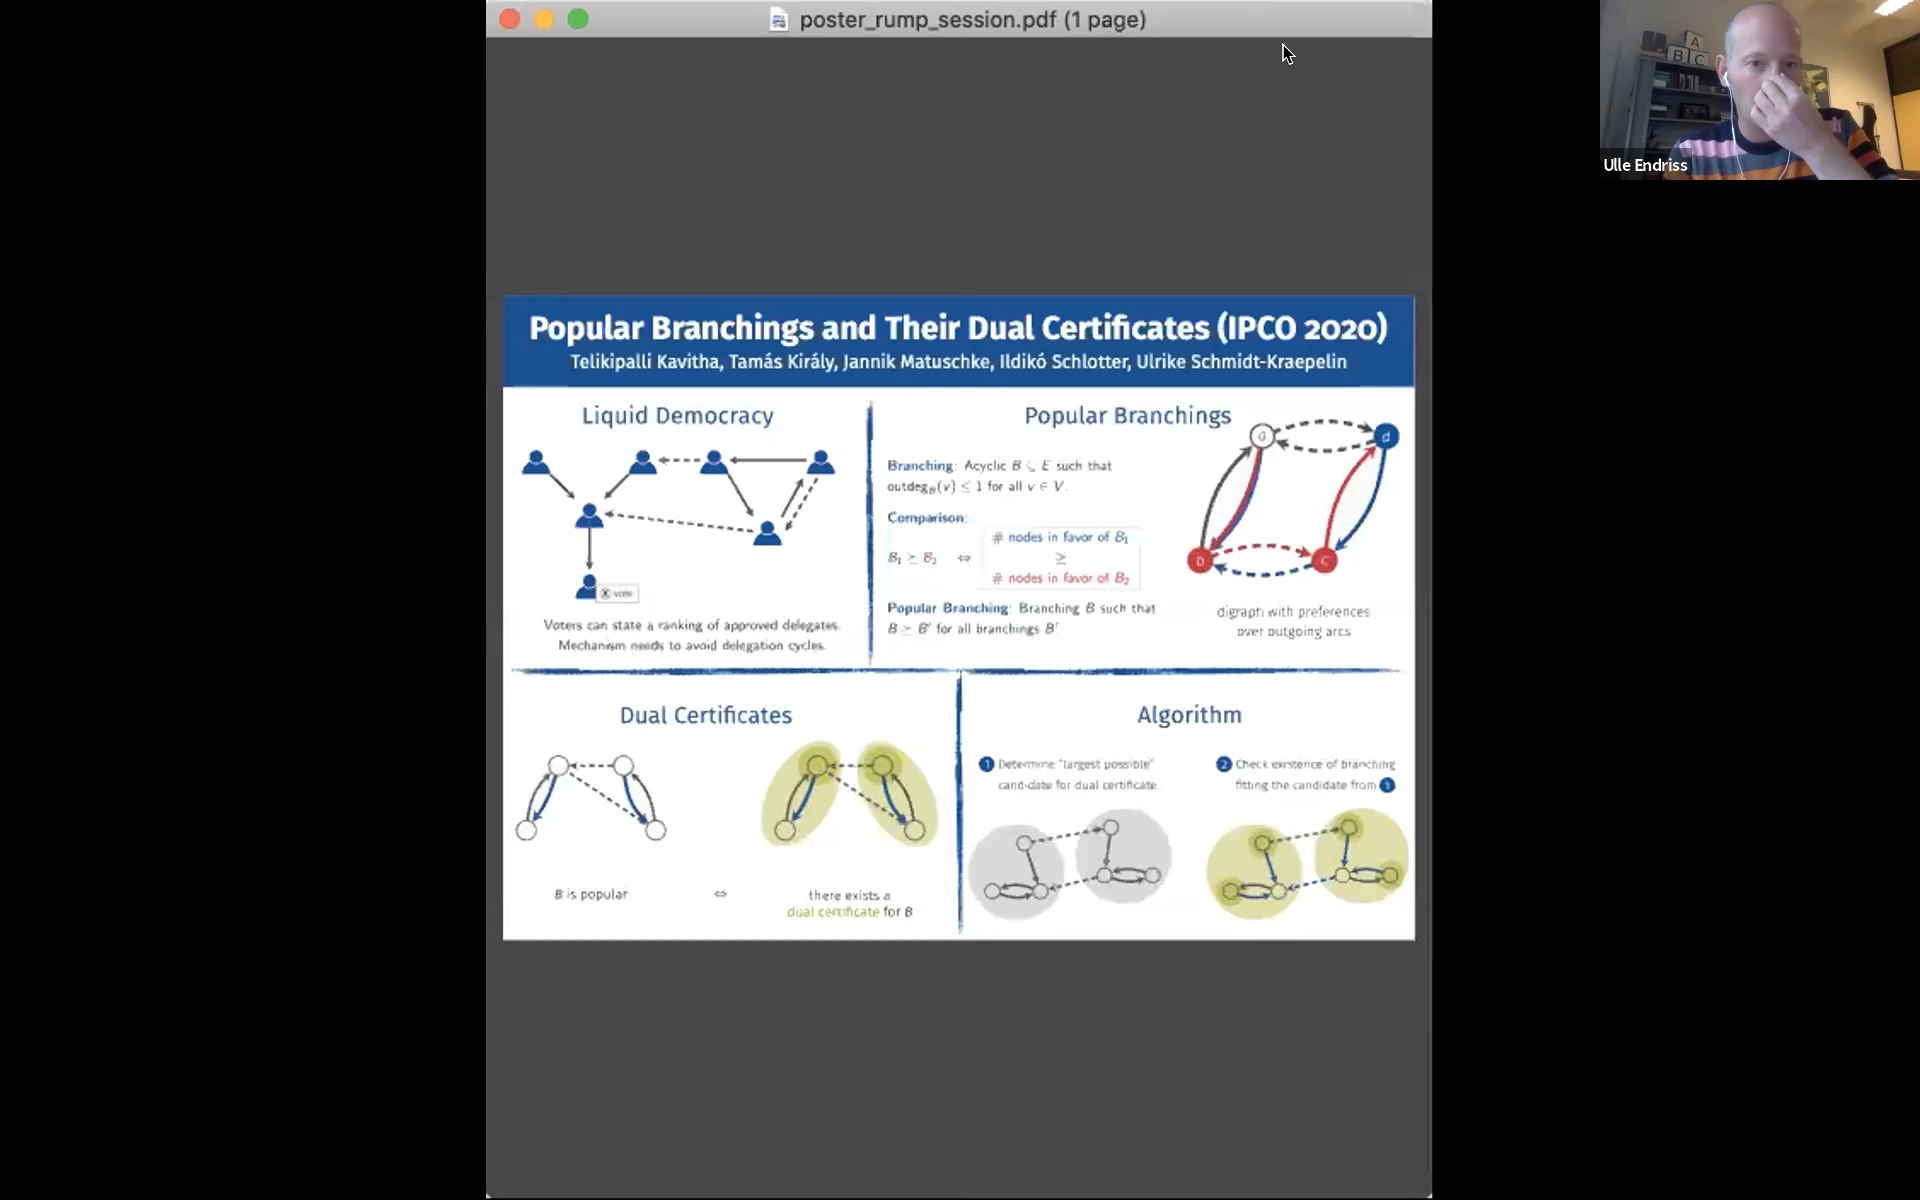 poster_rump_session.pdf (1 page)
A
B C
Ulle Endriss
Popular Branchings and Their Dual Certificates (IPCO 2020)
Telikipalli Kavitha, Tamás Király, Jannik Matuschke, Ildikó Schlotter, Ulrike Schmidt-Kraepelin
Liquid Democracy
X vote
Voters can state a ranking of approved delegates.
Mechanism needs to avoid delegation cycles.
Popular Branchings
Branching: Acyclic B ⊆ E such that
outdeg_B(v) ≤ 1 for all v ∈ V.
Comparison:
# nodes in favor of B₁
B₁ ≥ B₂ ⇔ ≥
# nodes in favor of B₂
Popular Branching: Branching B such that
B ≥ B' for all branchings B'.
a d
b c
digraph with preferences
over outgoing arcs
Dual Certificates
B is popular ⇔ there exists a
dual certificate for B
Algorithm
1 Determine "largest possible"
candidate for dual certificate.
2 Check existence of branching
fitting the candidate from 1